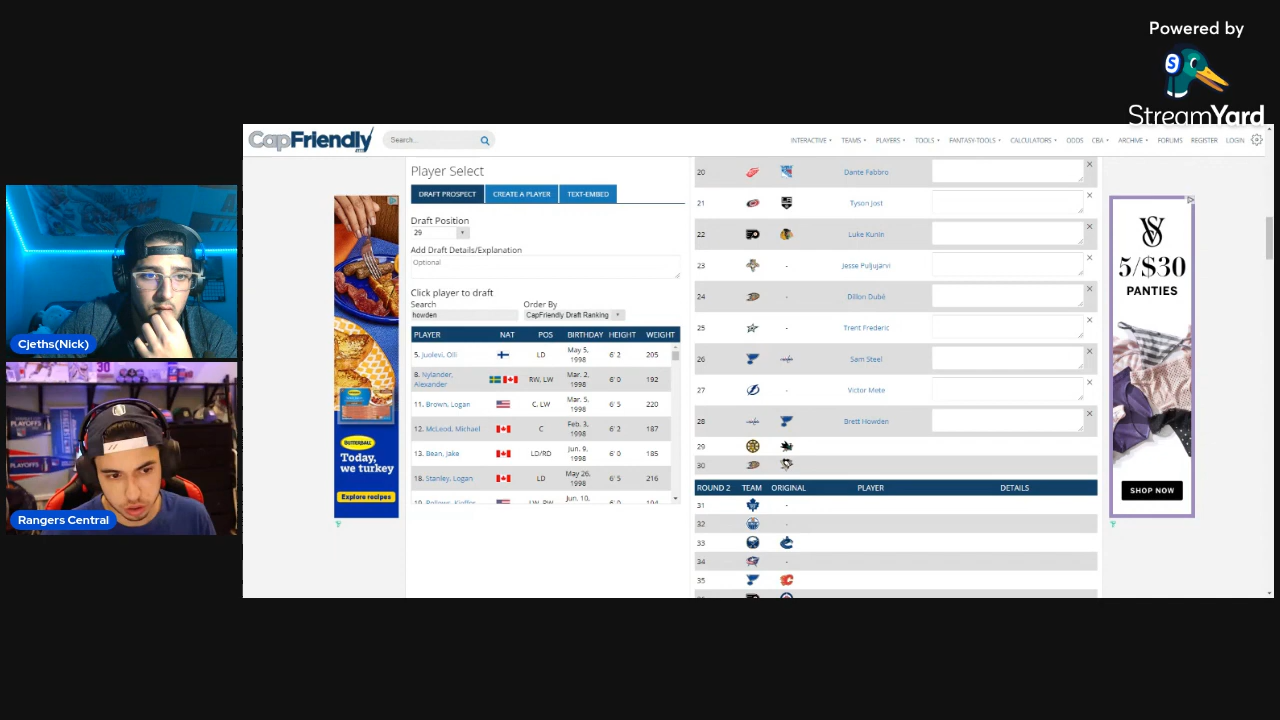 Powered by
StreamYard
CapFriendly
Search...
INTERACTIVE TEAMS PLAYERS TOOLS FANTASY-TOOLS CALCULATORS ODDS CBA ARCHIVE FORUMS REGISTER LOGIN
Player Select
DRAFT PROSPECT CREATE A PLAYER TEXT-EMBED
Draft Position
29
Add Draft Details/Explanation
Optional
Click player to draft
Search Order By
howden CapFriendly Draft Ranking
PLAYER NAT POS BIRTHDAY HEIGHT WEIGHT
5. Juolevi, Olli LD May 5, 1998 6' 2 205
8. Nylander, Alexander RW, LW Mar. 2, 1998 6' 0 192
11. Brown, Logan C, LW Mar. 5, 1998 6' 5 220
12. McLeod, Michael C Feb. 3, 1998 6' 2 187
13. Bean, Jake LD/RD Jun. 9, 1998 6' 0 185
18. Stanley, Logan LD May 26, 1998 6' 5 216
Jun. 10,
20 Dante Fabbro
21 Tyson Jost
22 Luke Kunin
23 - Jesse Puljujarvi
24 - Dillon Dubé
25 - Trent Frederic
26 Sam Steel
27 - Victor Mete
28 Brett Howden
29
30
ROUND 2 TEAM ORIGINAL PLAYER DETAILS
31 -
32 -
33
34 -
35
BUTTERBALL
Today,
we turkey
Explore recipes
VS
5/$30
PANTIES
SHOP NOW
Cjeths(Nick)
30
PLAYOFFS
Rangers Central